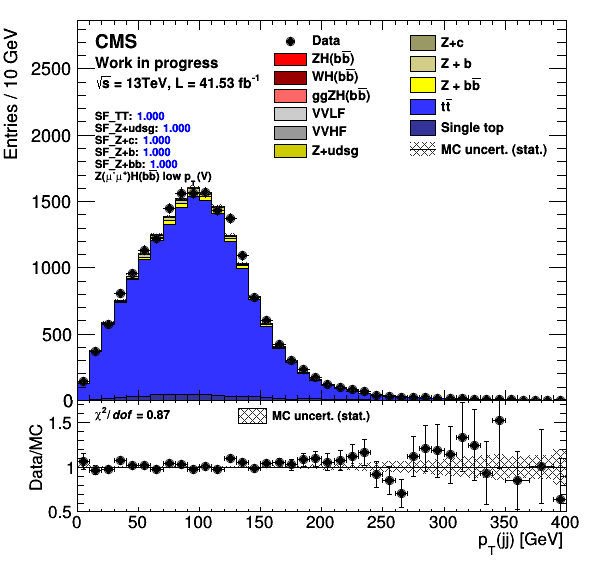 CMS
Work in progress
√s = 13TeV, L = 41.53 fb⁻¹
SF_TT: 1.000
SF_Z+udsg: 1.000
SF_Z+c: 1.000
SF_Z+b: 1.000
SF_Z+bb: 1.000
Z(μ⁻μ⁺)H(bb̅) low p_T(V)
Data
ZH(bb̅)
WH(bb̅)
ggZH(bb̅)
VVLF
VVHF
Z+udsg
Z+c
Z + b
Z + bb̅
tt̅
Single top
MC uncert. (stat.)
Entries / 10 GeV
2500
2000
1500
1000
500
0
χ²/dof = 0.87
MC uncert. (stat.)
Data/MC
1.5
1
0.5
0 50 100 150 200 250 300 350 400
p_T(jj) [GeV]